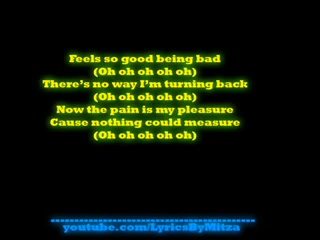 Feels so good being bad
(Oh oh oh oh oh)
There's no way I'm turning back
(Oh oh oh oh oh)
Now the pain is my pleasure
Cause nothing could measure
(Oh oh oh oh oh)
--------------------------------------------
youtube.com/LyricsByMitza